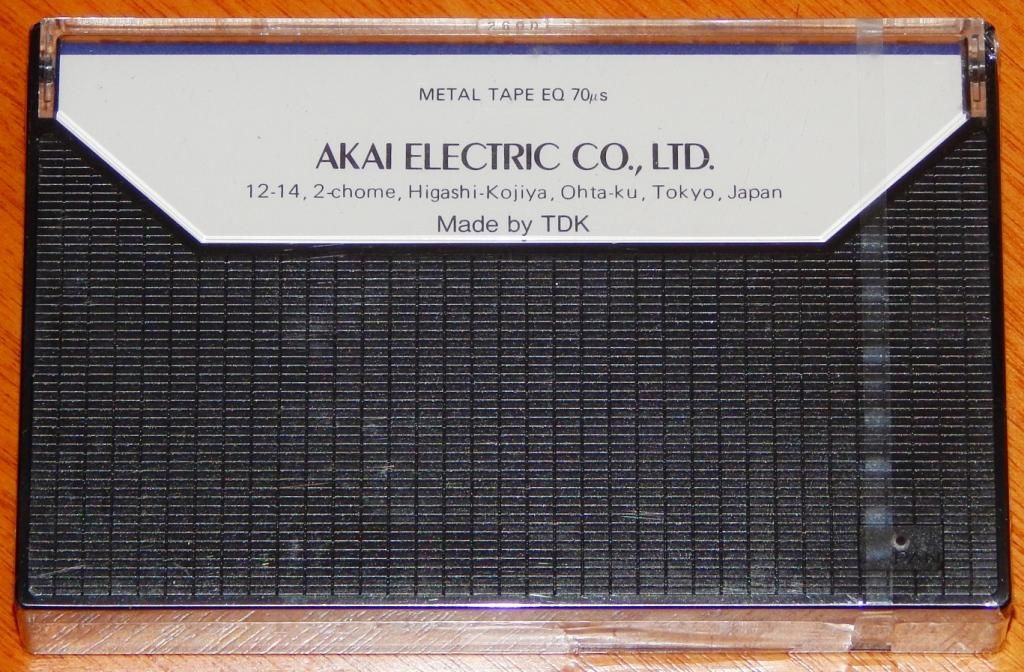 METAL TAPE EQ 70µs
AKAI ELECTRIC CO., LTD.
12-14, 2-chome, Higashi-Kojiya, Ohta-ku, Tokyo, Japan
Made by TDK